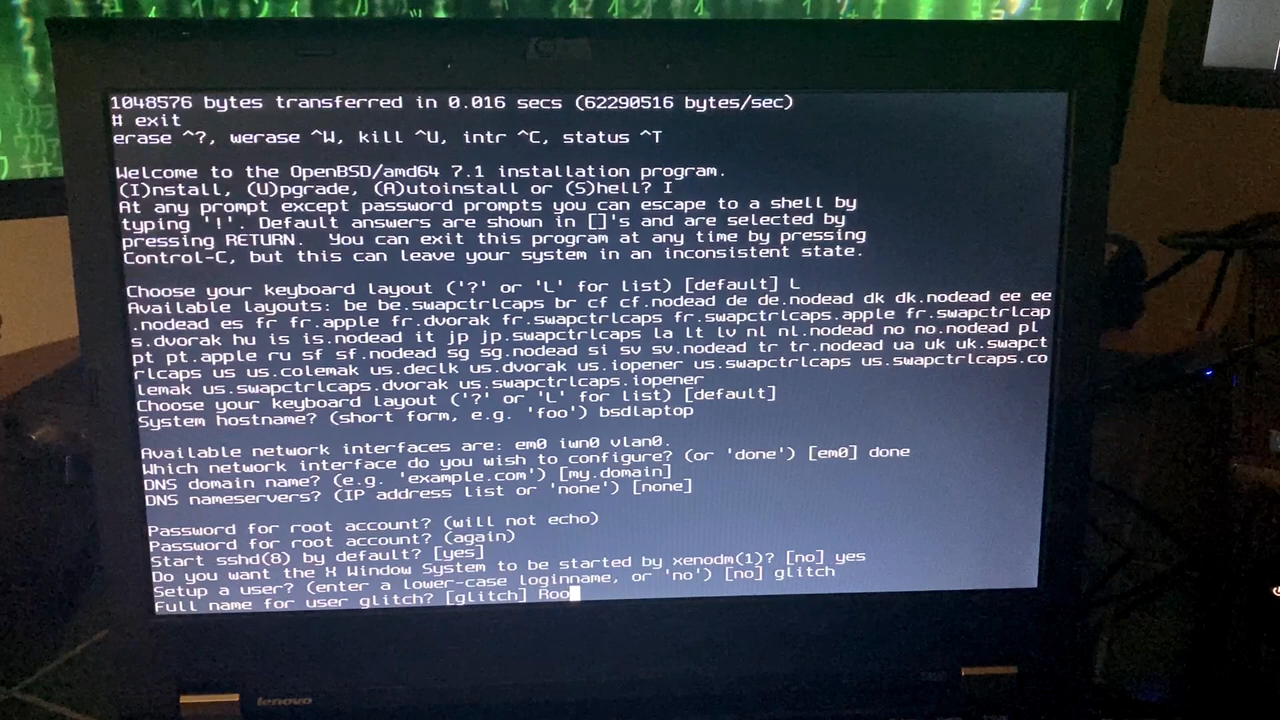 1048576 bytes transferred in 0.016 secs (62290516 bytes/sec)
# exit
erase ^?, werase ^W, kill ^U, intr ^C, status ^T
Welcome to the OpenBSD/amd64 7.1 installation program.
(I)nstall, (U)pgrade, (A)utoinstall or (S)hell? I
At any prompt except password prompts you can escape to a shell by
typing '!'. Default answers are shown in []'s and are selected by
pressing RETURN.  You can exit this program at any time by pressing
Control-C, but this can leave your system in an inconsistent state.
Choose your keyboard layout ('?' or 'L' for list) [default] L
Available layouts: be be.swapctrlcaps br cf cf.nodead de de.nodead dk dk.nodead ee ee
.nodead es fr fr.apple fr.dvorak fr.swapctrlcaps fr.swapctrlcaps.apple fr.swapctrlcap
s.dvorak hu is is.nodead it jp jp.swapctrlcaps la lt lv nl nl.nodead no no.nodead pl
pt pt.apple ru sf sf.nodead sg sg.nodead si sv sv.nodead tr tr.nodead ua uk uk.swapct
rlcaps us us.colemak us.declk us.dvorak us.iopener us.swapctrlcaps us.swapctrlcaps.co
lemak us.swapctrlcaps.dvorak us.swapctrlcaps.iopener
Choose your keyboard layout ('?' or 'L' for list) [default]
System hostname? (short form, e.g. 'foo') bsdlaptop
Available network interfaces are: em0 iwn0 vlan0.
Which network interface do you wish to configure? (or 'done') [em0] done
DNS domain name? (e.g. 'example.com') [my.domain]
DNS nameservers? (IP address list or 'none') [none]
Password for root account? (will not echo)
Password for root account? (again)
Start sshd(8) by default? [yes]
Do you want the X Window System to be started by xenodm(1)? [no] yes
Setup a user? (enter a lower-case loginname, or 'no') [no] glitch
Full name for user glitch? [glitch] Roo
lenovo